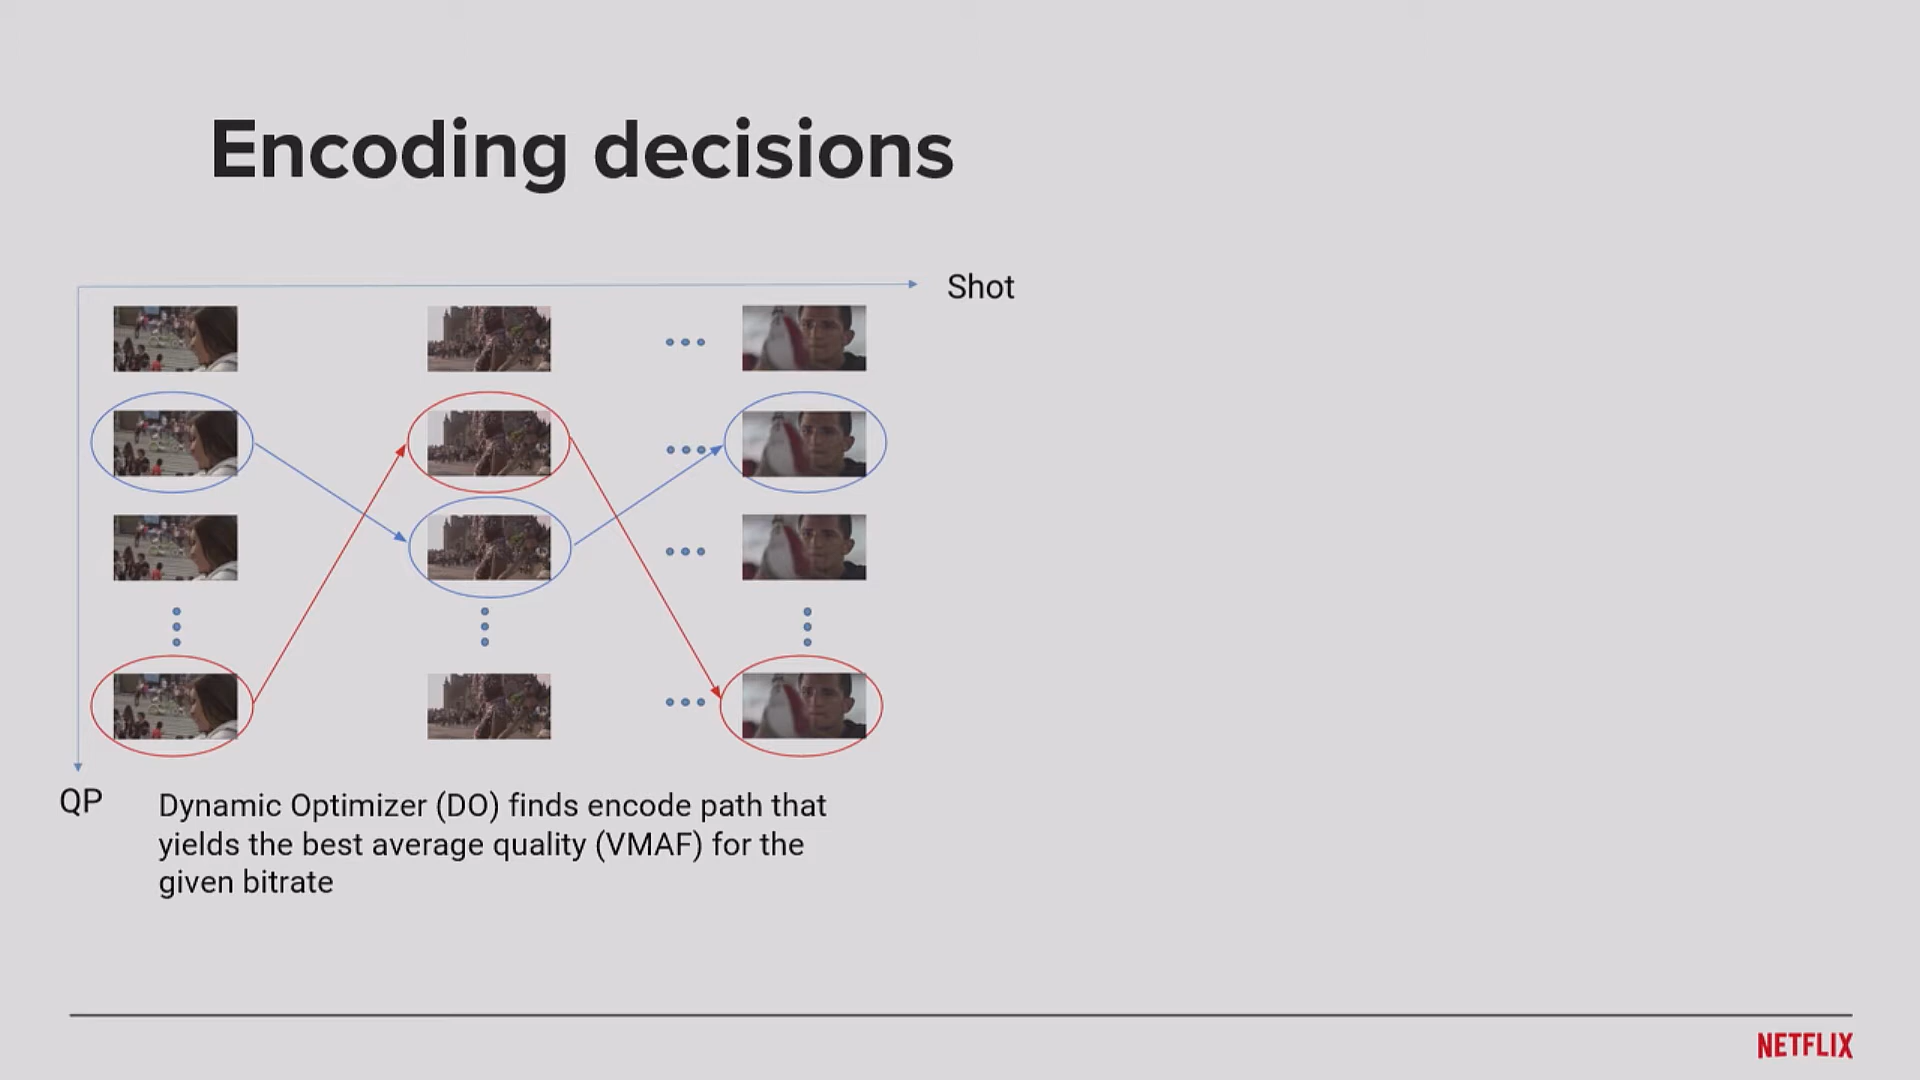 Encoding decisions
Shot
QP
Dynamic Optimizer (DO) finds encode path that
yields the best average quality (VMAF) for the
given bitrate
NETFLIX